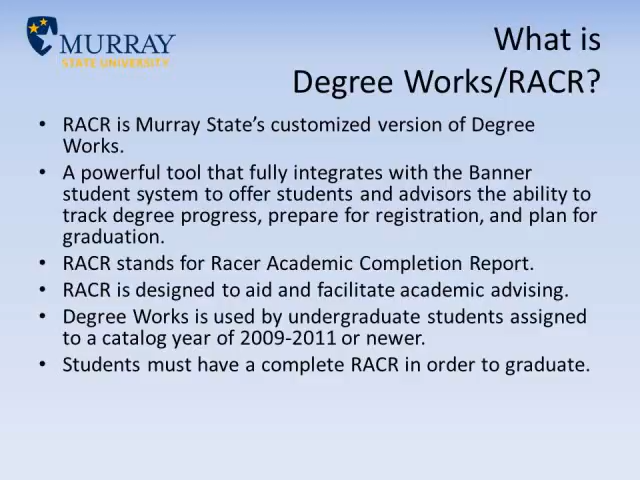 MURRAY
STATE UNIVERSITY
What is
Degree Works/RACR?
• RACR is Murray State's customized version of Degree
Works.
• A powerful tool that fully integrates with the Banner
student system to offer students and advisors the ability to
track degree progress, prepare for registration, and plan for
graduation.
• RACR stands for Racer Academic Completion Report.
• RACR is designed to aid and facilitate academic advising.
• Degree Works is used by undergraduate students assigned
to a catalog year of 2009-2011 or newer.
• Students must have a complete RACR in order to graduate.